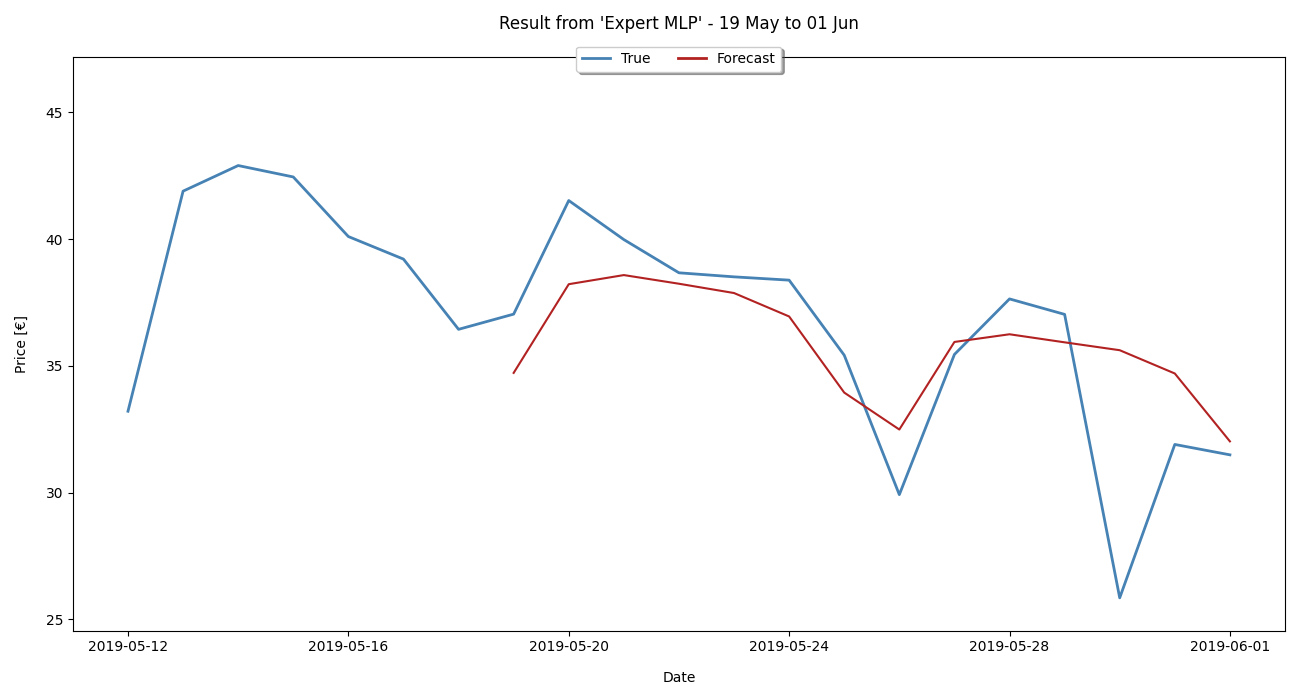 Result from 'Expert MLP' - 19 May to 01 Jun
True Forecast
45
40
35
30
25
Price [€]
2019-05-12 2019-05-16 2019-05-20 2019-05-24 2019-05-28 2019-06-01
Date